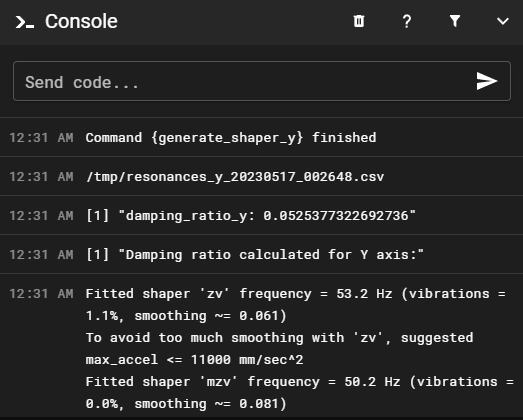 Console
Send code...
12:31 AM Command {generate_shaper_y} finished
12:31 AM /tmp/resonances_y_20230517_002648.csv
12:31 AM [1] "damping_ratio_y: 0.0525377322692736"
12:31 AM [1] "Damping ratio calculated for Y axis:"
12:31 AM Fitted shaper 'zv' frequency = 53.2 Hz (vibrations =
1.1%, smoothing ~= 0.061)
To avoid too much smoothing with 'zv', suggested
max_accel <= 11000 mm/sec^2
Fitted shaper 'mzv' frequency = 50.2 Hz (vibrations =
0.0%, smoothing ~= 0.081)